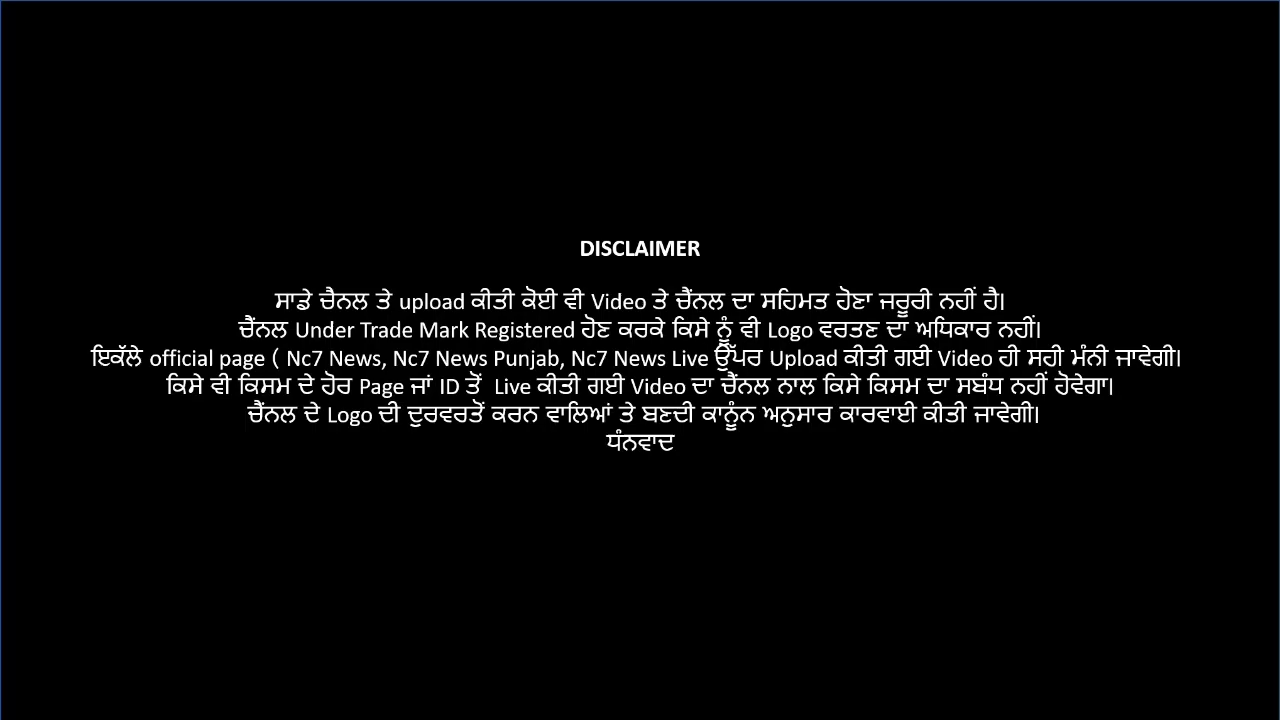 DISCLAIMER
ਸਾਡੇ ਚੈਨਲ ਤੇ upload ਕੀਤੀ ਕੋਈ ਵੀ Video ਤੇ ਚੈਂਨਲ ਦਾ ਸਹਿਮਤ ਹੋਣਾ ਜਰੂਰੀ ਨਹੀਂ ਹੈ।
ਚੈਂਨਲ Under Trade Mark Registered ਹੋਣ ਕਰਕੇ ਕਿਸੇ ਨੂੰ ਵੀ Logo ਵਰਤਣ ਦਾ ਅਧਿਕਾਰ ਨਹੀਂ।
ਇਕੱਲੇ official page ( Nc7 News, Nc7 News Punjab, Nc7 News Live ਉੱਪਰ Upload ਕੀਤੀ ਗਈ Video ਹੀ ਸਹੀ ਮੰਨੀ ਜਾਵੇਗੀ।
ਕਿਸੇ ਵੀ ਕਿਸਮ ਦੇ ਹੋਰ Page ਜਾਂ ID ਤੋਂ Live ਕੀਤੀ ਗਈ Video ਦਾ ਚੈਂਨਲ ਨਾਲ ਕਿਸੇ ਕਿਸਮ ਦਾ ਸਬੰਧ ਨਹੀਂ ਹੋਵੇਗਾ।
ਚੈਂਨਲ ਦੇ Logo ਦੀ ਦੁਰਵਰਤੋਂ ਕਰਨ ਵਾਲਿਆਂ ਤੇ ਬਣਦੀ ਕਾਨੂੰਨ ਅਨੁਸਾਰ ਕਾਰਵਾਈ ਕੀਤੀ ਜਾਵੇਗੀ।
ਧੰਨਵਾਦ